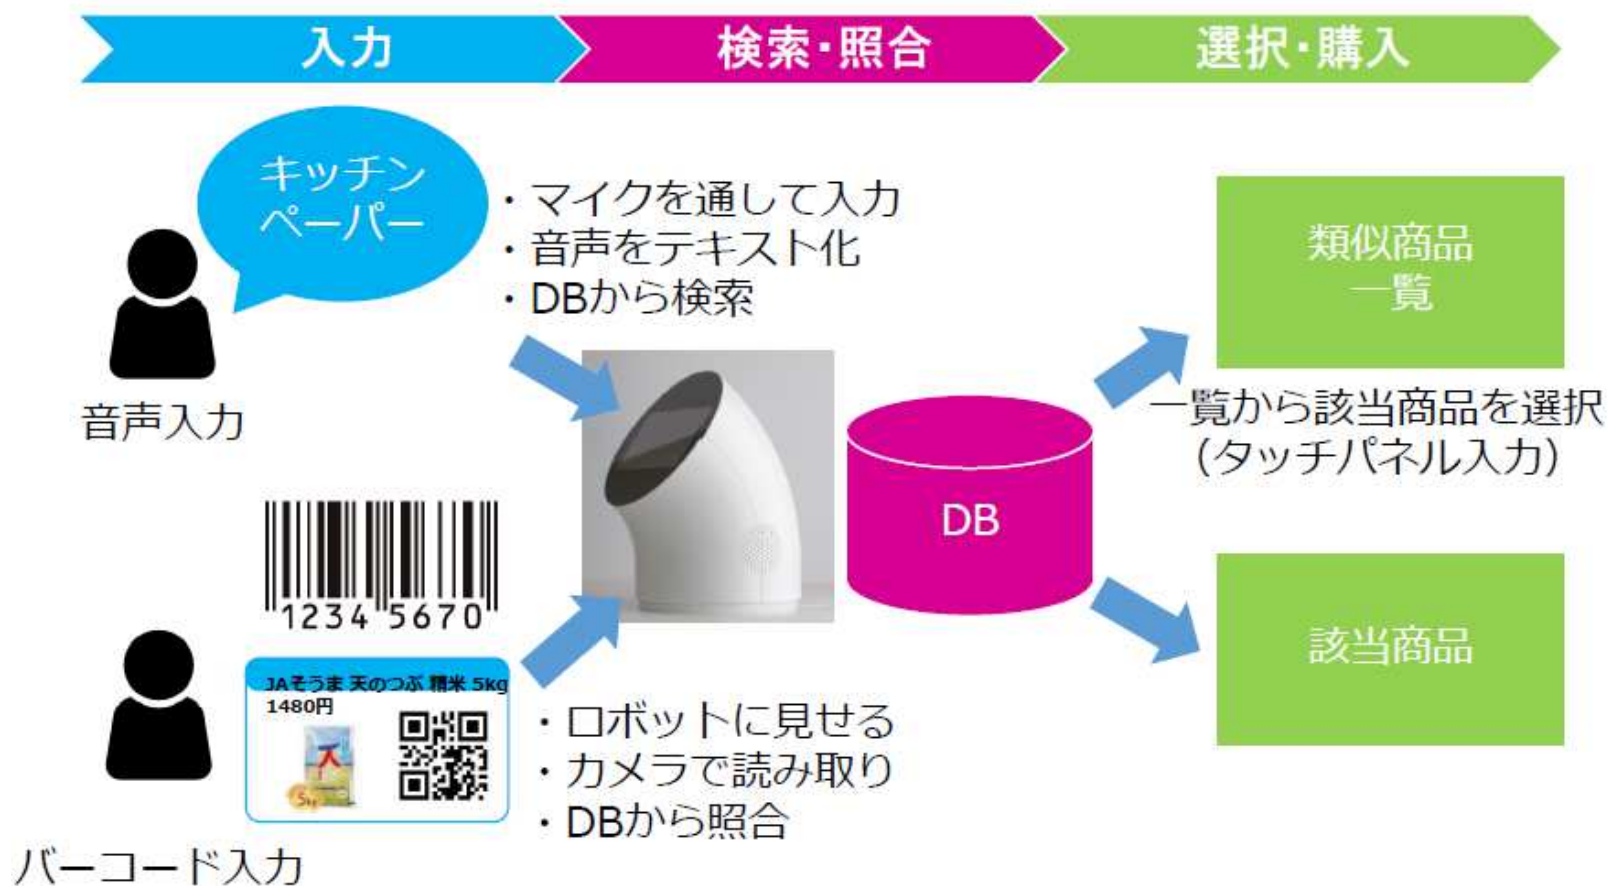 入力
検索・照合
選択・購入
キッチン
ペーパー
・マイクを通して入力
・音声をテキスト化
・DBから検索
音声入力
類似商品
一覧
一覧から該当商品を選択
（タッチパネル入力）
DB
1234 5670
JAそうま 天のつぶ 精米 5kg
1480円
天
5kg
・ロボットに見せる
・カメラで読み取り
・DBから照合
バーコード入力
該当商品